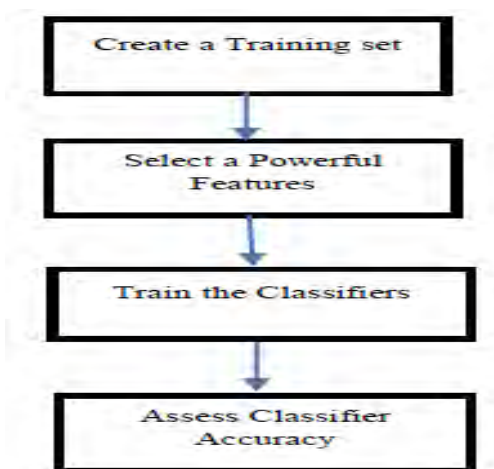 Create a Training set
Select a Powerful
Features
Train the Classifiers
Assess Classifier
Accuracy